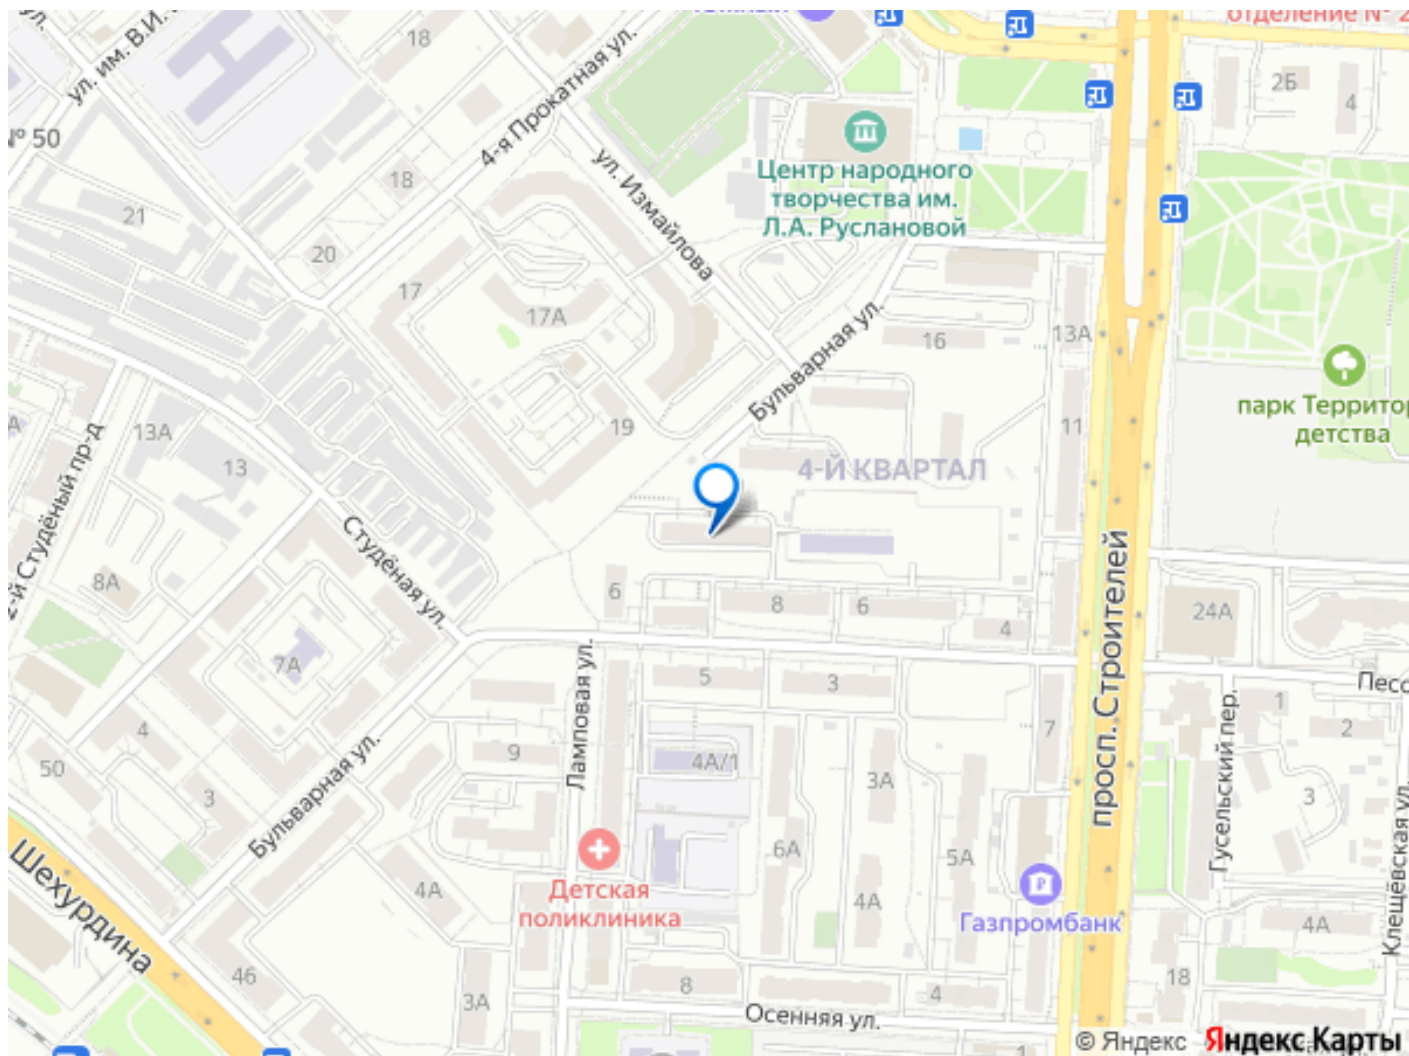 ул. им. В.И.
18
отделение № 2
2Б
4
№ 50
4-я Прокатная ул.
18
21
20
ул. Измайлова
Центр народного
творчества им.
Л.А. Руслановой
17
17А
16
13А
Бульварная ул.
парк Территор
детства
13А
13
19
11
4-Й КВАРТАЛ
2-й Студёный пр-д
8А
Студёная ул.
6
8
6
4
24А
просп. Строителей
7А
5
3
Песо
Ламповая ул.
4
50
3
Бульварная ул.
9
4А/1
3А
7
1
2
3
Гусельский пер.
Клещёвская ул.
Шехурдина
4А
Детская
поликлиника
6А
4А
5А
Газпромбанк
4А
46
3А
8
4
18
Осенняя ул.
© Яндекс Яндекс Карты